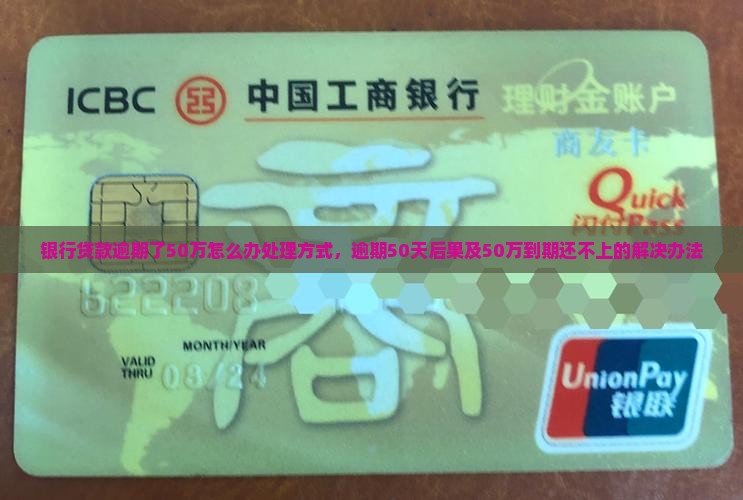 ICBC 中国工商银行 理财金账户
商友卡
Quick
闪付Pass
银行贷款逾期了50万怎么办处理方式，逾期50天后果及50万到期还不上的解决办法
622208
商
MONTH/YEAR
VALID
THRU 03/24
UnionPay
银联